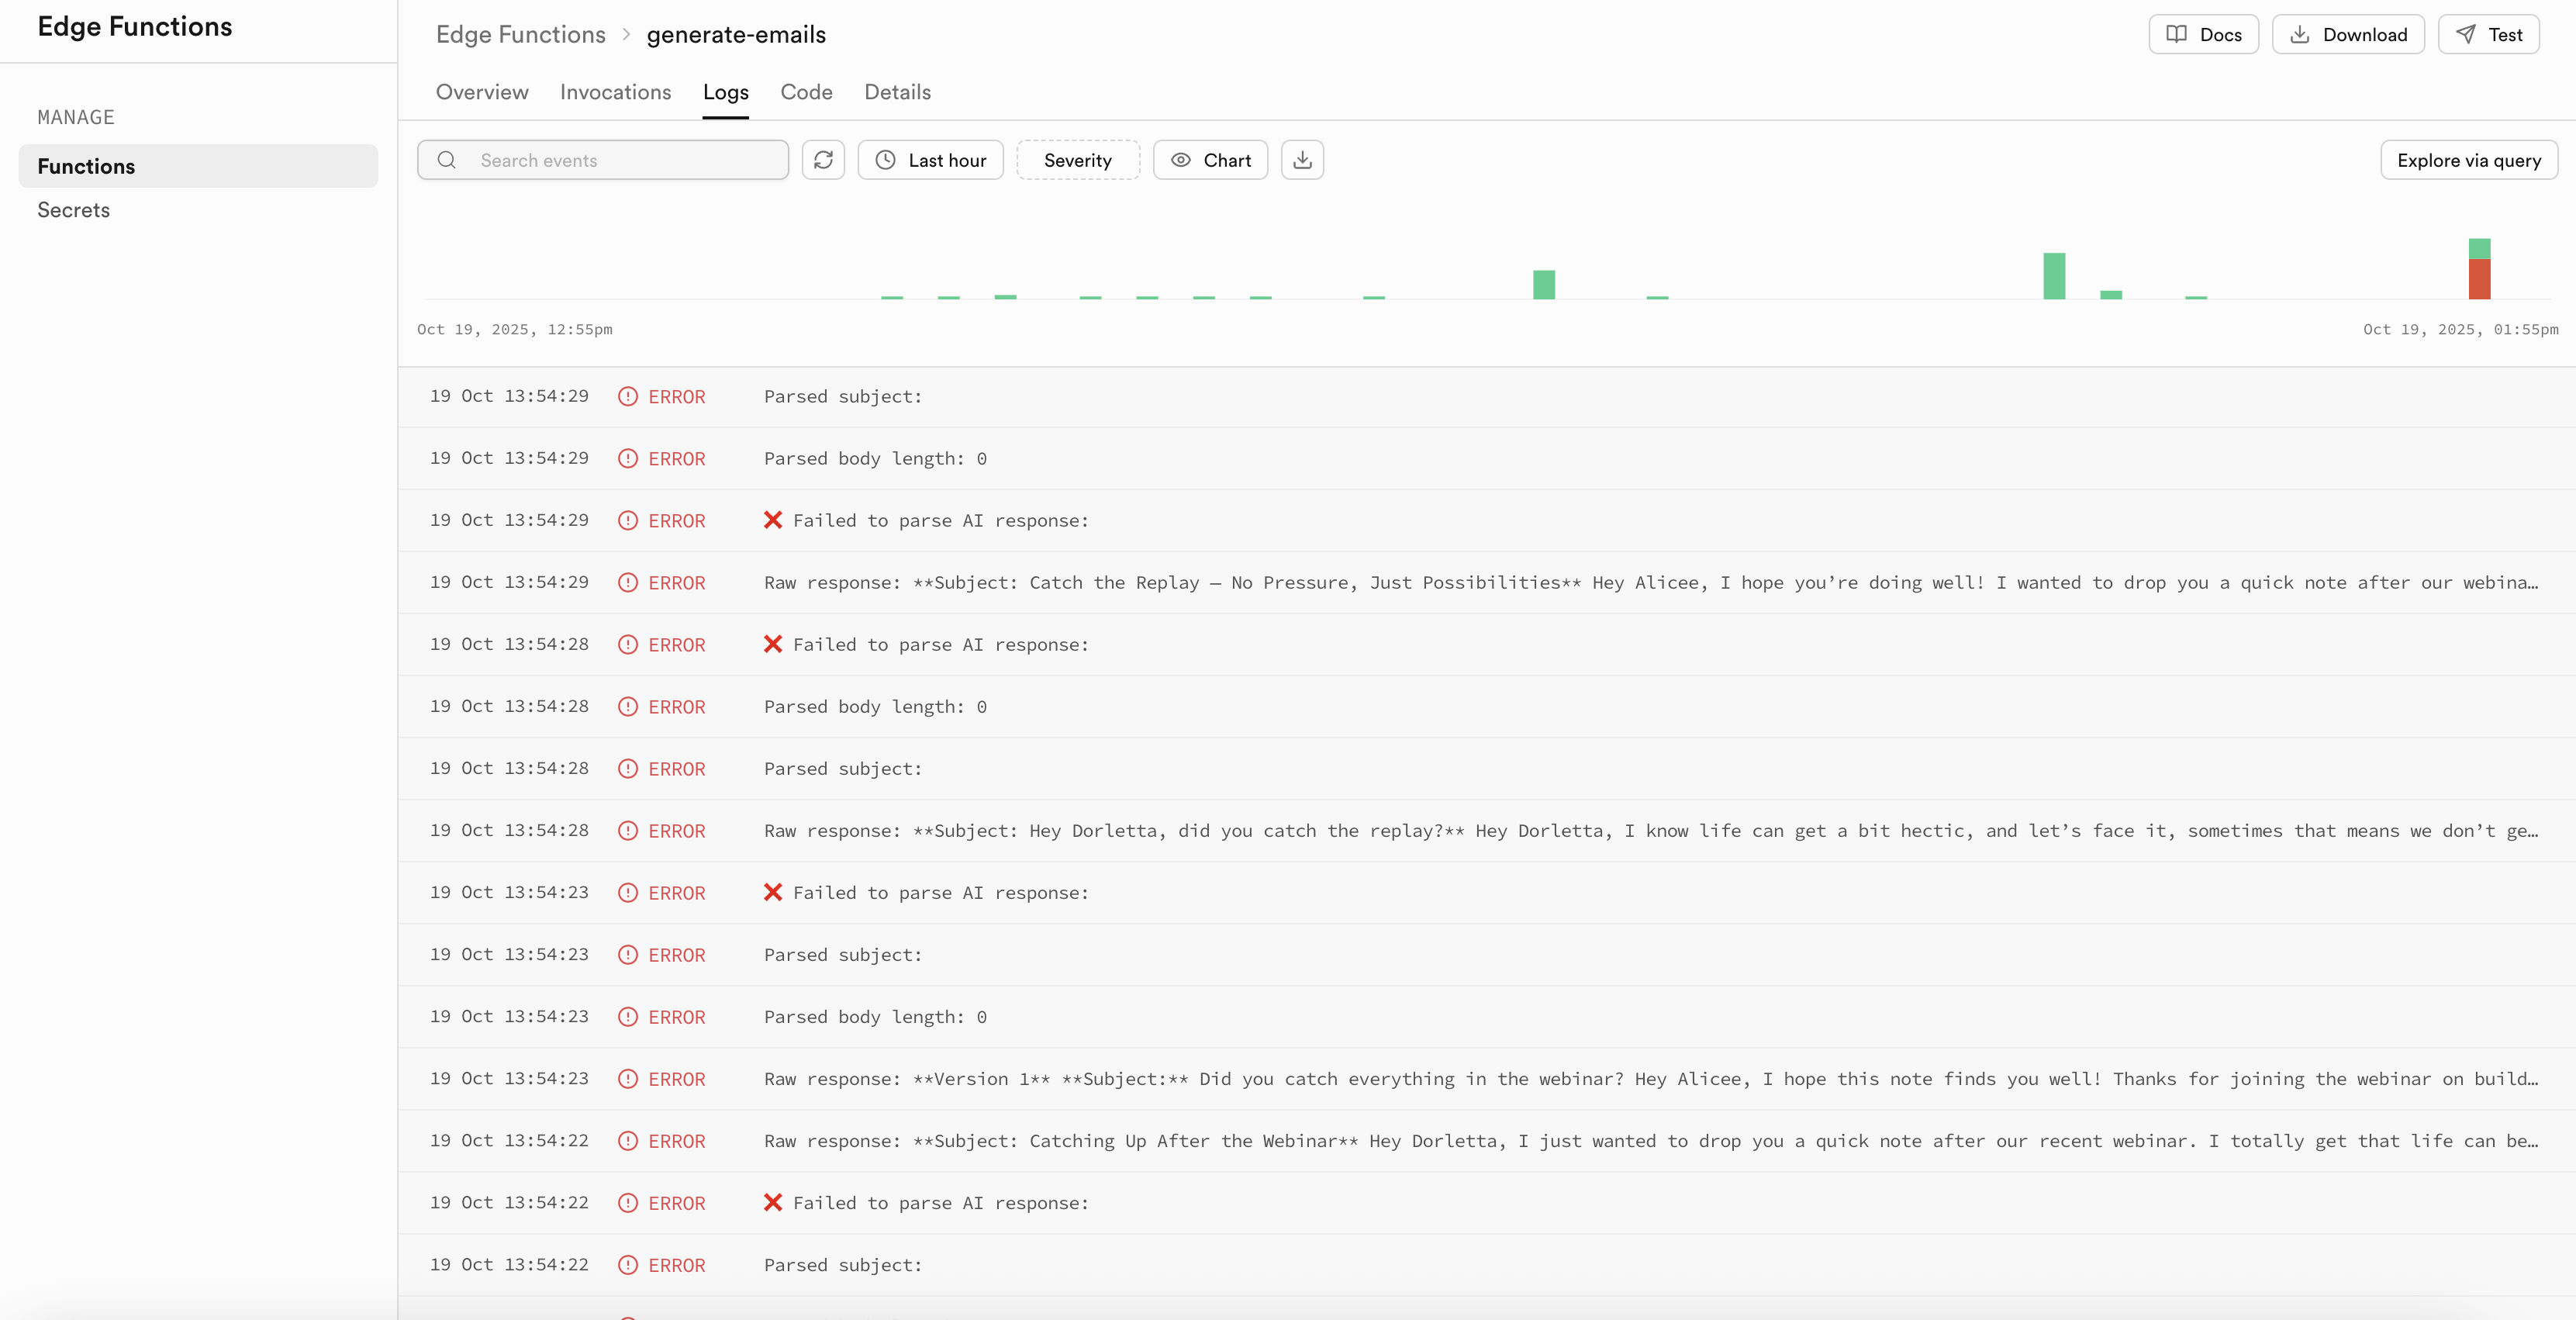 Edge Functions
MANAGE
Functions
Secrets
Edge Functions > generate-emails
Docs
Download
Test
Overview Invocations Logs Code Details
Search events
Last hour
Severity
Chart
Explore via query
Oct 19, 2025, 12:55pm
Oct 19, 2025, 01:55pm
19 Oct 13:54:29 ERROR Parsed subject:
19 Oct 13:54:29 ERROR Parsed body length: 0
19 Oct 13:54:29 ERROR ❌ Failed to parse AI response:
19 Oct 13:54:29 ERROR Raw response: **Subject: Catch the Replay — No Pressure, Just Possibilities** Hey Alicee, I hope you’re doing well! I wanted to drop you a quick note after our webina…
19 Oct 13:54:28 ERROR ❌ Failed to parse AI response:
19 Oct 13:54:28 ERROR Parsed body length: 0
19 Oct 13:54:28 ERROR Parsed subject:
19 Oct 13:54:28 ERROR Raw response: **Subject: Hey Dorletta, did you catch the replay?** Hey Dorletta, I know life can get a bit hectic, and let’s face it, sometimes that means we don’t ge…
19 Oct 13:54:23 ERROR ❌ Failed to parse AI response:
19 Oct 13:54:23 ERROR Parsed subject:
19 Oct 13:54:23 ERROR Parsed body length: 0
19 Oct 13:54:23 ERROR Raw response: **Version 1** **Subject:** Did you catch everything in the webinar? Hey Alicee, I hope this note finds you well! Thanks for joining the webinar on build…
19 Oct 13:54:22 ERROR Raw response: **Subject: Catching Up After the Webinar** Hey Dorletta, I just wanted to drop you a quick note after our recent webinar. I totally get that life can be…
19 Oct 13:54:22 ERROR ❌ Failed to parse AI response:
19 Oct 13:54:22 ERROR Parsed subject: